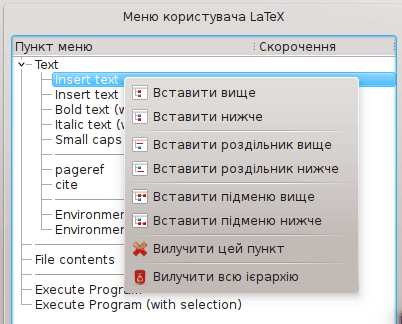 Меню користувача LaTeX
Пункт меню Скорочення
Text
Insert text
Insert text
Bold text (w
Italic text (w
Small caps
pageref
cite
Environme
Environme
File contents
Execute Program
Execute Program (with selection)
Вставити вище
Вставити нижче
Вставити роздільник вище
Вставити роздільник нижче
Вставити підменю вище
Вставити підменю нижче
Вилучити цей пункт
Вилучити всю ієрархію